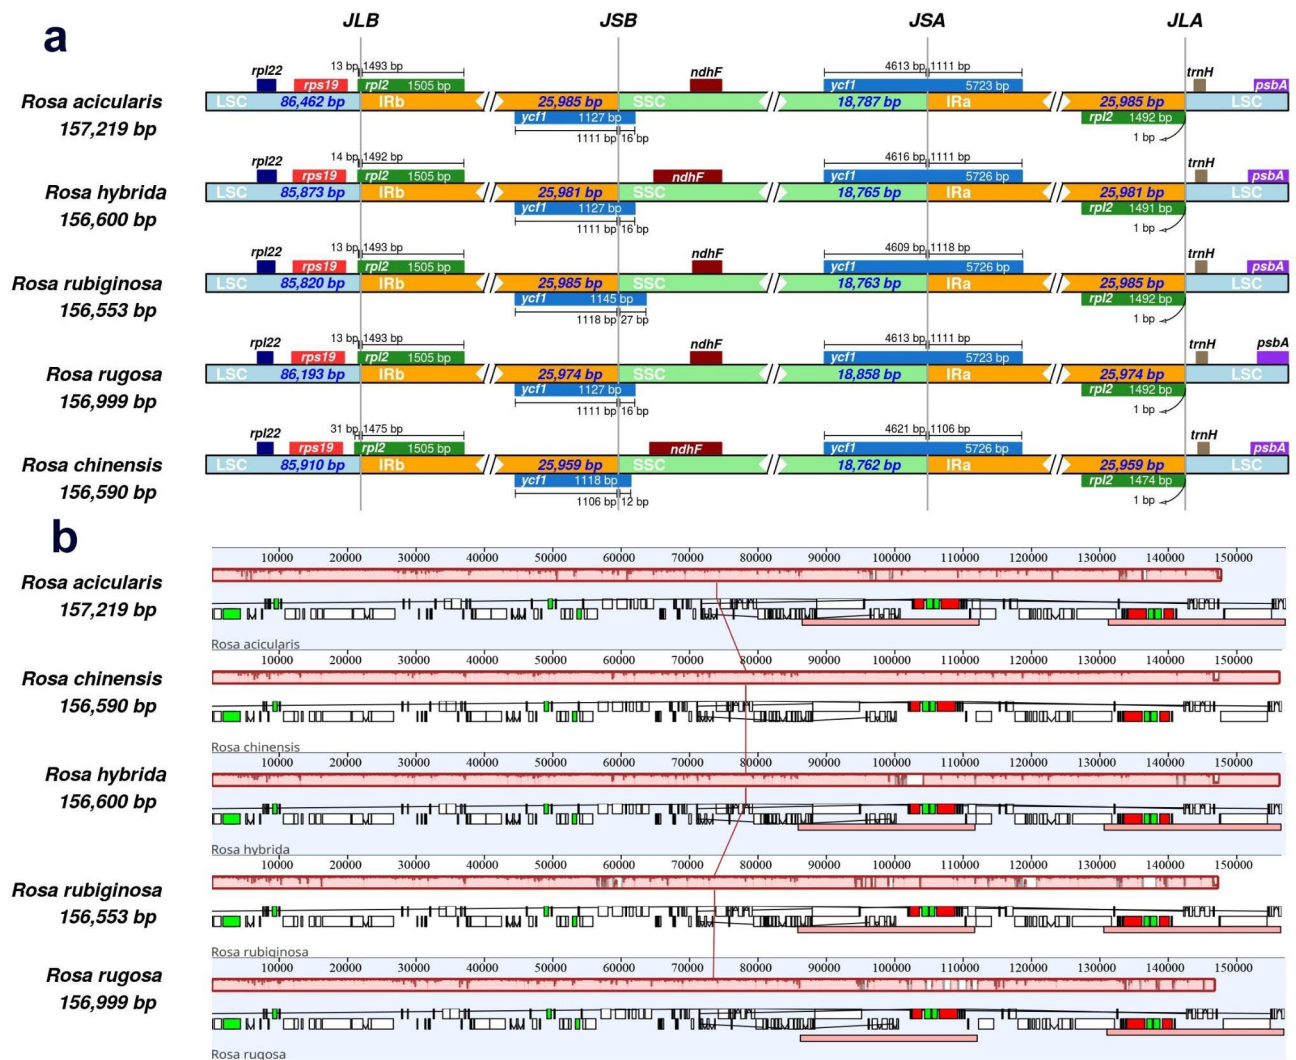 a
JLB JSB JSA JLA
13 bp 1493 bp 4613 bp 1111 bp
rpl22 rps19 rpl2 1505 bp ndhF ycf1 5723 bp trnH psbA
Rosa acicularis LSC 86,462 bp IRb 25,985 bp SSC 18,787 bp IRa 25,985 bp LSC
157,219 bp ycf1 1127 bp rpl2 1492 bp
1111 bp 16 bp 1 bp
14 bp 1492 bp 4616 bp 1111 bp
rpl22 rps19 rpl2 1505 bp ndhF ycf1 5726 bp trnH psbA
Rosa hybrida LSC 85,873 bp IRb 25,981 bp SSC 18,765 bp IRa 25,981 bp LSC
156,600 bp ycf1 1127 bp rpl2 1491 bp
1111 bp 16 bp 1 bp
13 bp 1493 bp 4609 bp 1118 bp
rpl22 rps19 rpl2 1505 bp ndhF ycf1 5726 bp trnH psbA
Rosa rubiginosa LSC 85,820 bp IRb 25,985 bp SSC 18,763 bp IRa 25,985 bp LSC
156,553 bp ycf1 1145 bp rpl2 1492 bp
1118 bp 27 bp 1 bp
13 bp 1493 bp 4613 bp 1111 bp
rpl22 rps19 rpl2 1505 bp ndhF ycf1 5723 bp trnH psbA
Rosa rugosa LSC 86,193 bp IRb 25,974 bp SSC 18,858 bp IRa 25,974 bp LSC
156,999 bp ycf1 1127 bp rpl2 1492 bp
1111 bp 16 bp 1 bp
31 bp 1475 bp 4621 bp 1106 bp
rpl22 rps19 rpl2 1505 bp ndhF ycf1 5726 bp trnH psbA
Rosa chinensis LSC 85,910 bp IRb 25,959 bp SSC 18,762 bp IRa 25,959 bp LSC
156,590 bp ycf1 1118 bp rpl2 1474 bp
1106 bp 12 bp 1 bp
b
10000 20000 30000 40000 50000 60000 70000 80000 90000 100000 110000 120000 130000 140000 150000
Rosa acicularis
157,219 bp
Rosa acicularis
10000 20000 30000 40000 50000 60000 70000 80000 90000 100000 110000 120000 130000 140000 150000
Rosa chinensis
156,590 bp
Rosa chinensis
10000 20000 30000 40000 50000 60000 70000 80000 90000 100000 110000 120000 130000 140000 150000
Rosa hybrida
156,600 bp
Rosa hybrida
10000 20000 30000 40000 50000 60000 70000 80000 90000 100000 110000 120000 130000 140000 150000
Rosa rubiginosa
156,553 bp
Rosa rubiginosa
10000 20000 30000 40000 50000 60000 70000 80000 90000 100000 110000 120000 130000 140000 150000
Rosa rugosa
156,999 bp
Rosa rugosa